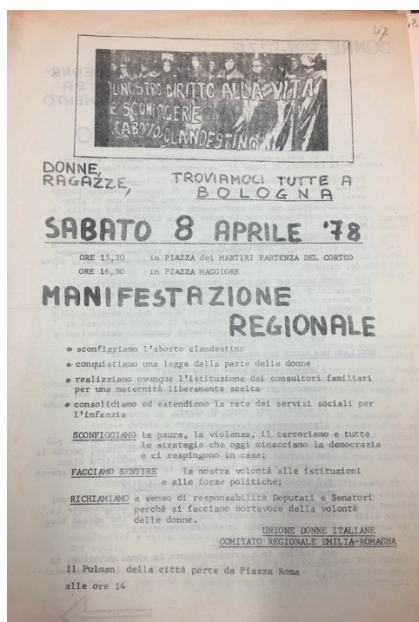 47
IL NOSTRO DIRITTO ALLA VITA
È SCONFIGGERE
L'ABORTO CLANDESTINO
DONNE,
RAGAZZE,
TROVIAMOCI TUTTE A
BOLOGNA
SABATO 8 APRILE '78
ORE 15,30 in PIAZZA dei MARTIRI PARTENZA DEL CORTEO
ORE 16,30 in PIAZZA MAGGIORE
MANIFESTAZIONE
REGIONALE
• sconfiggiamo l'aborto clandestino
• conquistiamo una legge dalla parte delle donne
• realizziamo ovunque l'istituzione dei consultori familiari
per una maternità liberamente scelta
• consolidiamo ed estendiamo la rete dei servizi sociali per
l'infanzia
SCONFIGGIAMO la paura, la violenza, il terrorismo e tutte
le strategie che oggi minacciano la democrazia
e ci respingono in casa;
FACCIAMO SENTIRE la nostra volontà alle istituzioni
e alle forze politiche;
RICHIAMIAMO a senso di responsabilità Deputati e Senatori
perchè si facciano portavoce della volontà
delle donne.
UNIONE DONNE ITALIANE
COMITATO REGIONALE EMILIA-ROMAGNA
Il Pulman della città parte da Piazza Roma
alle ore 14